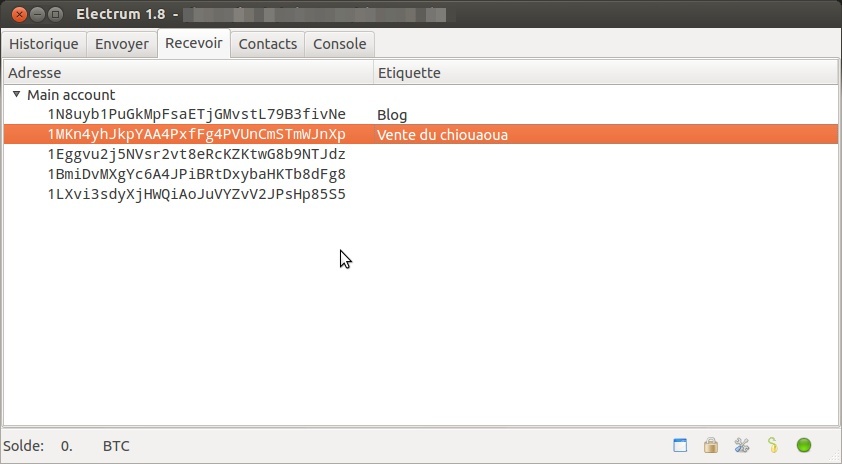 Electrum 1.8 -
Historique Envoyer Recevoir Contacts Console
Adresse Etiquette
Main account
1N8uyb1PuGkMpFsaETjGMvstL79B3fivNe Blog
1MKn4yhJkpYAA4PxfFg4PVUnCmSTmWJnXp Vente du chiouaoua
1Eggvu2j5NVsr2vt8eRcKZKtwG8b9NTJdz
1BmiDvMXgYc6A4JPiBRtDxybaHKTb8dFg8
1LXvi3sdyXjHWQiAoJuVYZvV2JPsHp85S5
Solde: 0. BTC